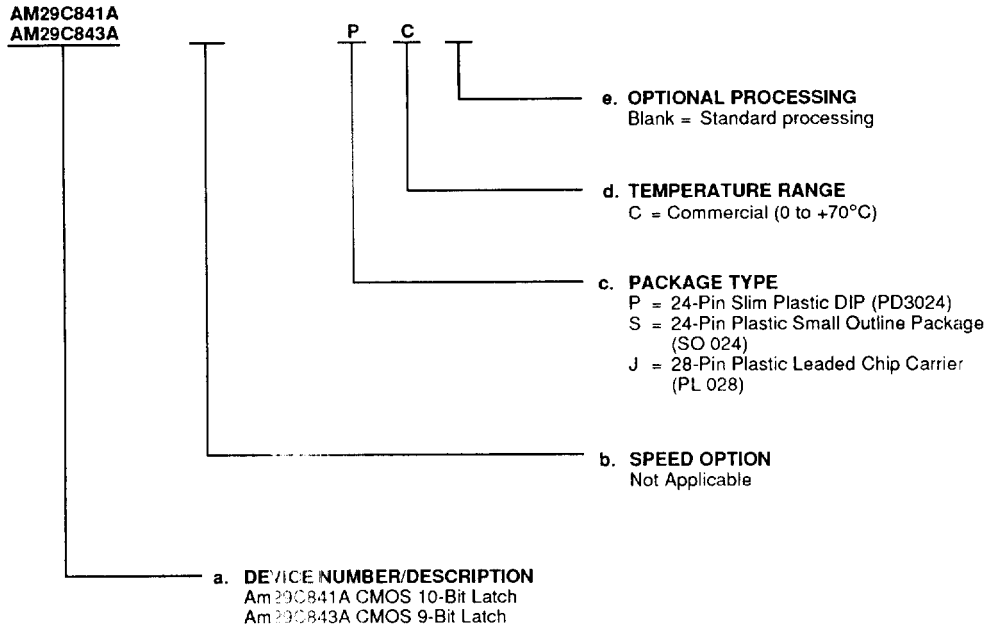 AM29C841A
AM29C843A
P C
e. OPTIONAL PROCESSING
Blank = Standard processing
d. TEMPERATURE RANGE
C = Commercial (0 to +70°C)
c. PACKAGE TYPE
P = 24-Pin Slim Plastic DIP (PD3024)
S = 24-Pin Plastic Small Outline Package
(SO 024)
J = 28-Pin Plastic Leaded Chip Carrier
(PL 028)
b. SPEED OPTION
Not Applicable
a. DEVICE NUMBER/DESCRIPTION
Am29C841A CMOS 10-Bit Latch
Am29C843A CMOS 9-Bit Latch